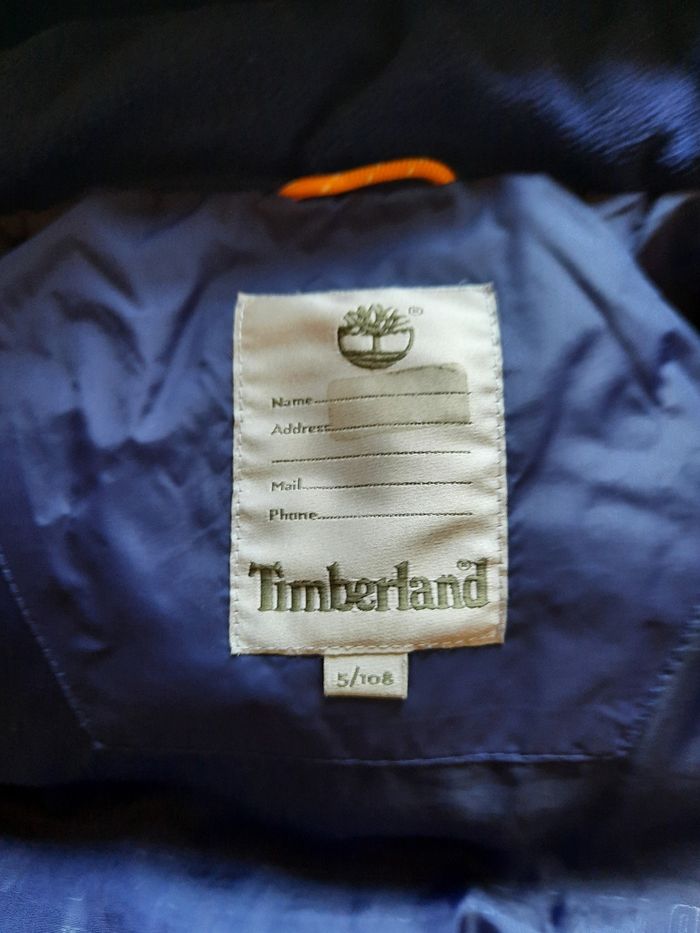 ®
Name
Address
Mail
Phone
Timberland®
5/108